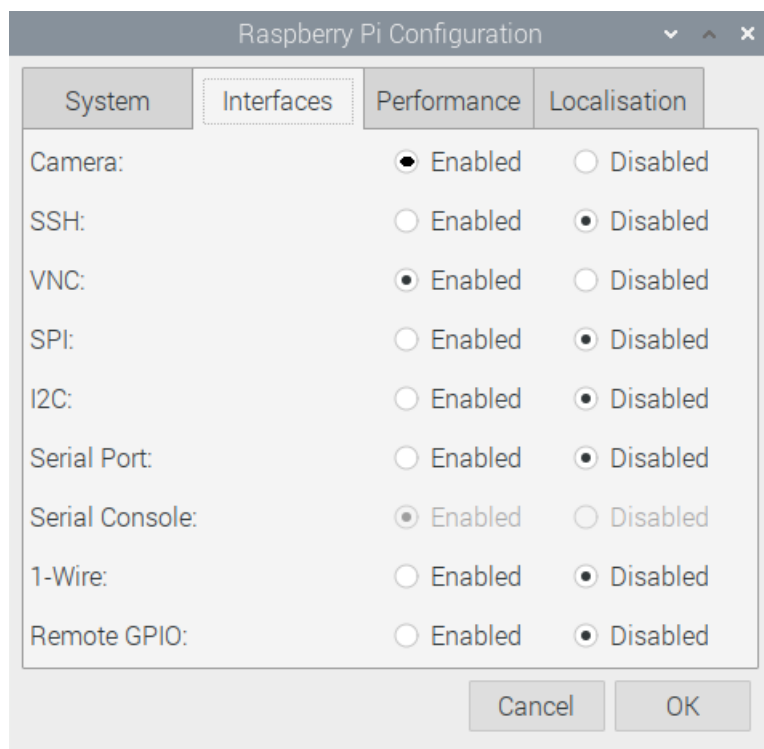 Raspberry Pi Configuration
System Interfaces Performance Localisation
Camera: Enabled Disabled
SSH: Enabled Disabled
VNC: Enabled Disabled
SPI: Enabled Disabled
I2C: Enabled Disabled
Serial Port: Enabled Disabled
Serial Console: Enabled Disabled
1-Wire: Enabled Disabled
Remote GPIO: Enabled Disabled
Cancel OK